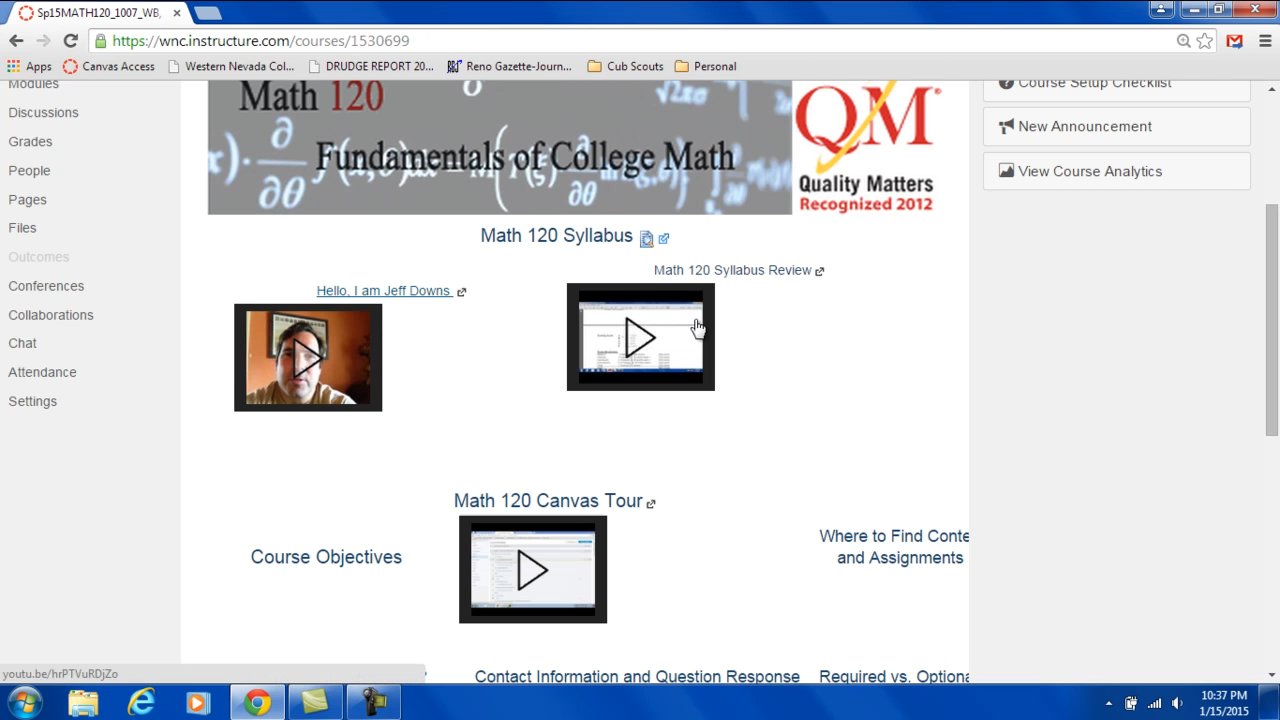 Sp15MATH120_1007_WB,
https://wnc.instructure.com/courses/1530699
Apps
Canvas Access
Western Nevada Col...
DRUDGE REPORT 20...
Reno Gazette-Journ...
Cub Scouts
Personal
Modules
Discussions
Grades
People
Pages
Files
Outcomes
Conferences
Collaborations
Chat
Attendance
Settings
Math 120
Fundamentals of College Math
QM
Quality Matters
Recognized 2012
Course Setup Checklist
New Announcement
View Course Analytics
Math 120 Syllabus
Math 120 Syllabus Review
Hello, I am Jeff Downs
Math 120 Canvas Tour
Course Objectives
Where to Find Conte
and Assignments
Contact Information and Question Response
Required vs. Optiona
youtu.be/hrPTVuRDjZo
10:37 PM
1/15/2015